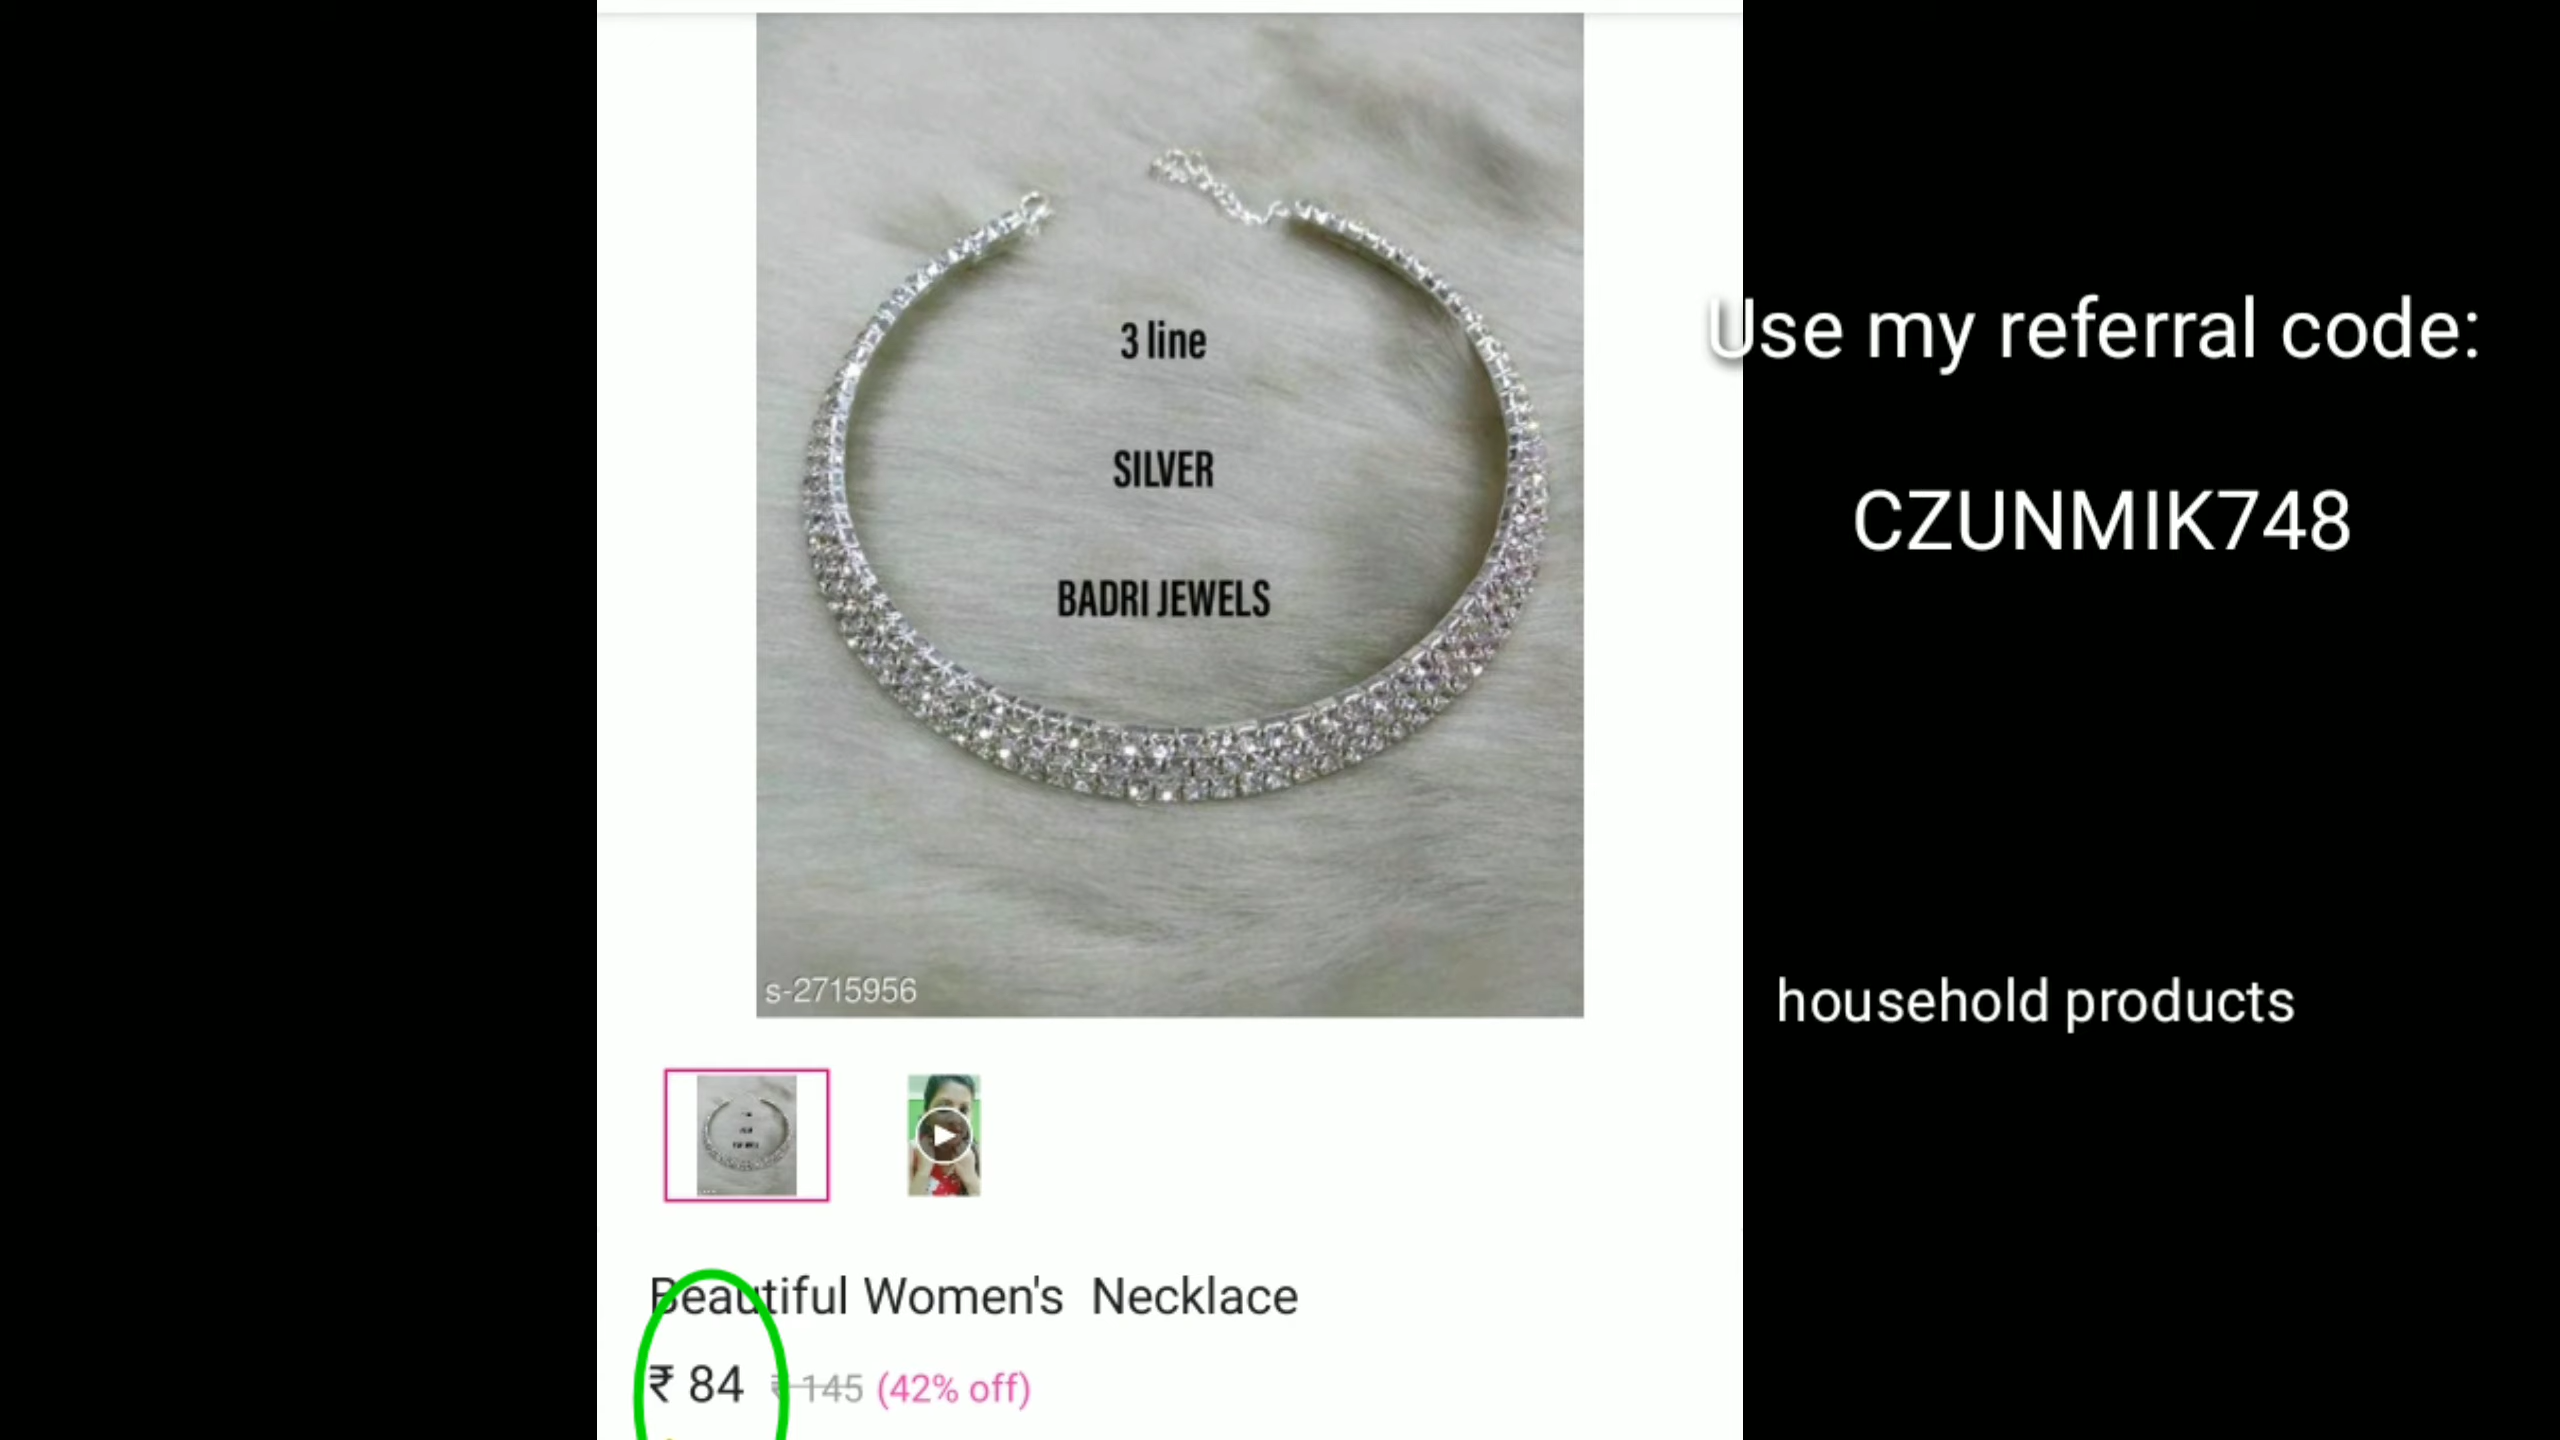 3 line
SILVER
BADRI JEWELS
s-2715956
Beautiful Women's Necklace
₹ 84 ₹ 145 (42% off)
Use my referral code:
CZUNMIK748
household products